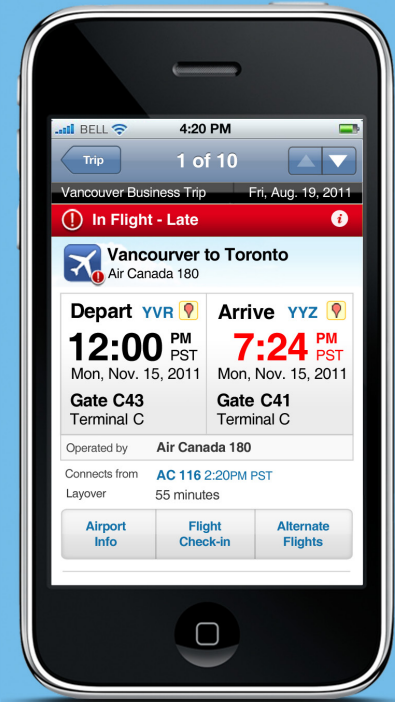 BELL 4:20 PM
Trip 1 of 10
Vancouver Business Trip Fri, Aug. 19, 2011
In Flight - Late
Vancourver to Toronto
Air Canada 180
Depart YVR Arrive YYZ
12:00 PM PST 7:24 PM PST
Mon, Nov. 15, 2011 Mon, Nov. 15, 2011
Gate C43 Gate C41
Terminal C Terminal C
Operated by Air Canada 180
Connects from AC 116 2:20PM PST
Layover 55 minutes
Airport Info Flight Check-in Alternate Flights